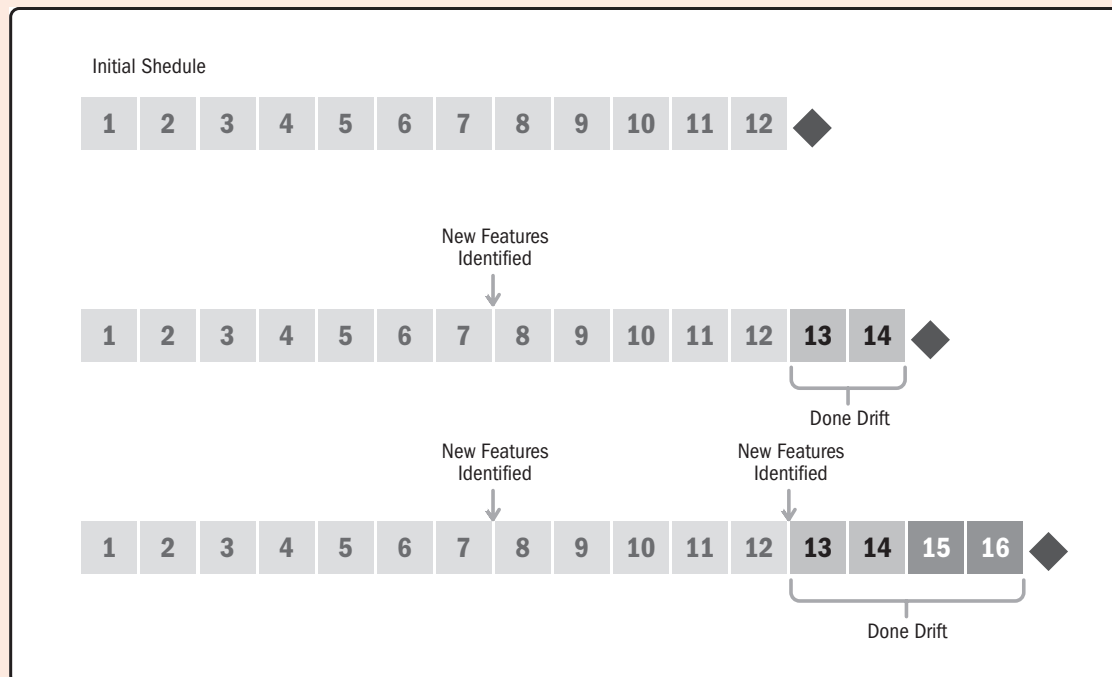 Initial Shedule
1 2 3 4 5 6 7 8 9 10 11 12
New Features
Identified
1 2 3 4 5 6 7 8 9 10 11 12 13 14
Done Drift
New Features
Identified
New Features
Identified
1 2 3 4 5 6 7 8 9 10 11 12 13 14 15 16
Done Drift